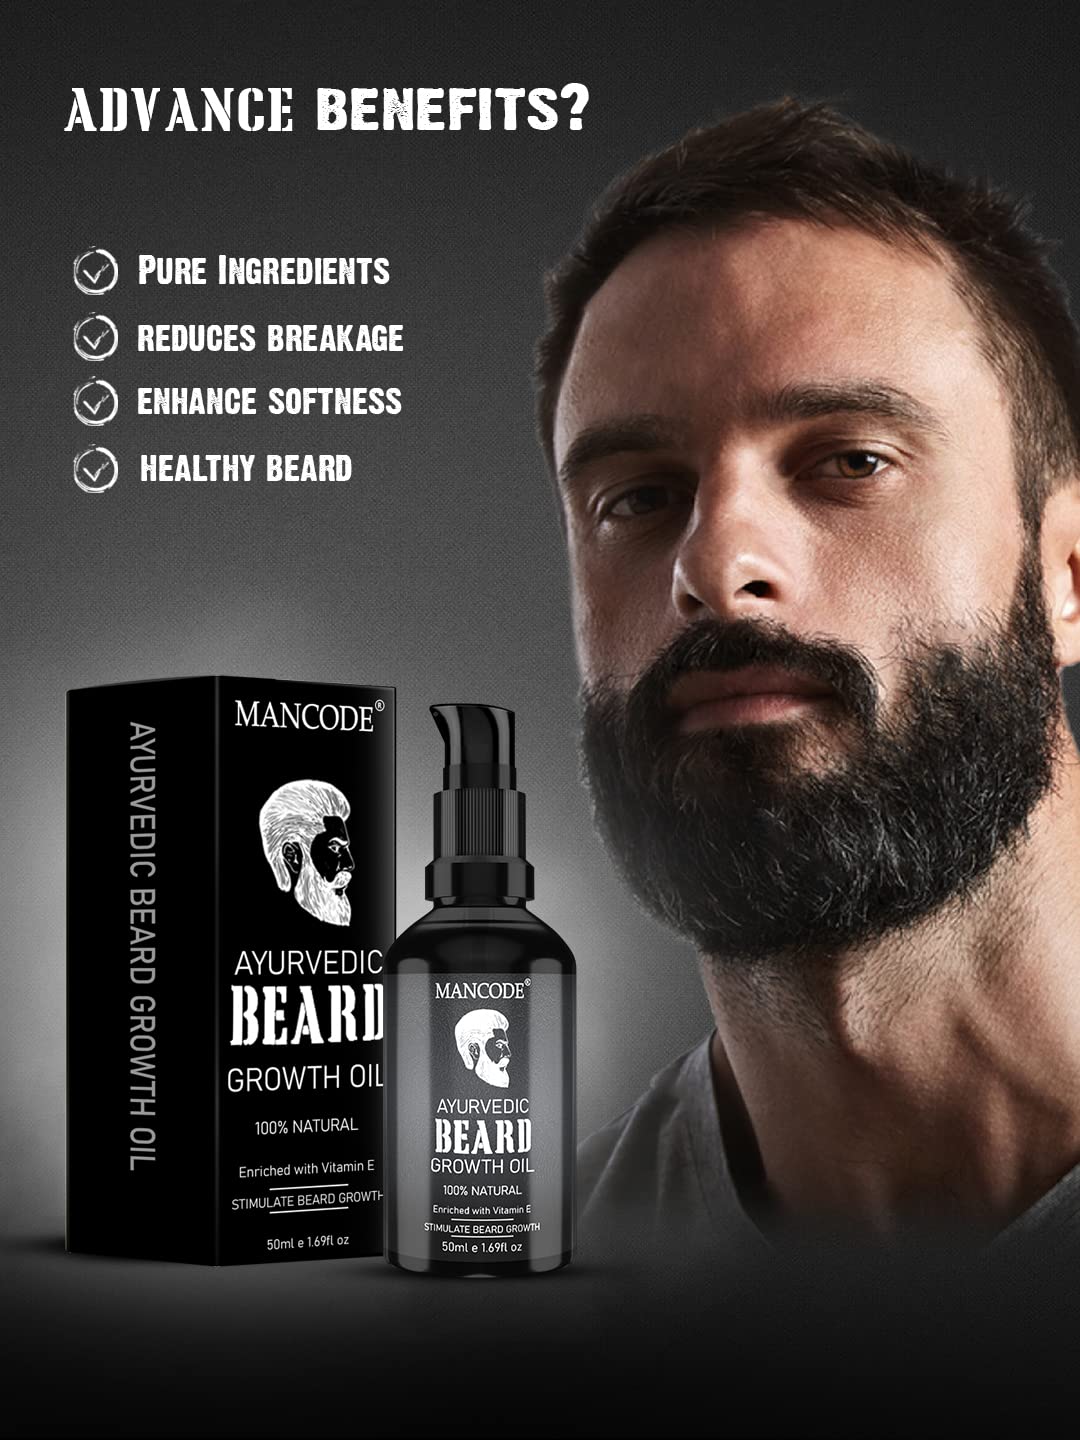 ADVANCE BENEFITS?
PURE INGREDIENTS
REDUCES BREAKAGE
ENHANCE SOFTNESS
HEALTHY BEARD
AYURVEDIC BEARD GROWTH OIL
MANCODE®
AYURVEDIC
BEARD
GROWTH OIL
100% NATURAL
Enriched with Vitamin E
STIMULATE BEARD GROWTH
50ml e 1.69fl oz
MANCODE®
AYURVEDIC
BEARD
GROWTH OIL
100% NATURAL
Enriched with Vitamin E
STIMULATE BEARD GROWTH
50ml e 1.69fl oz